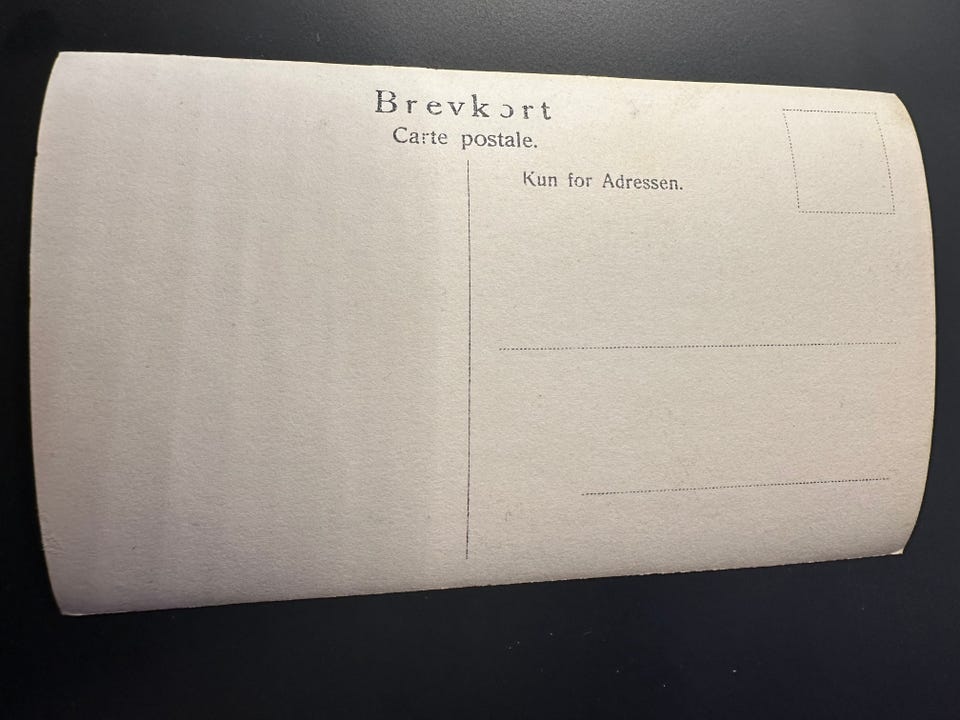 Brevkort
Carte postale.
Kun for Adressen.